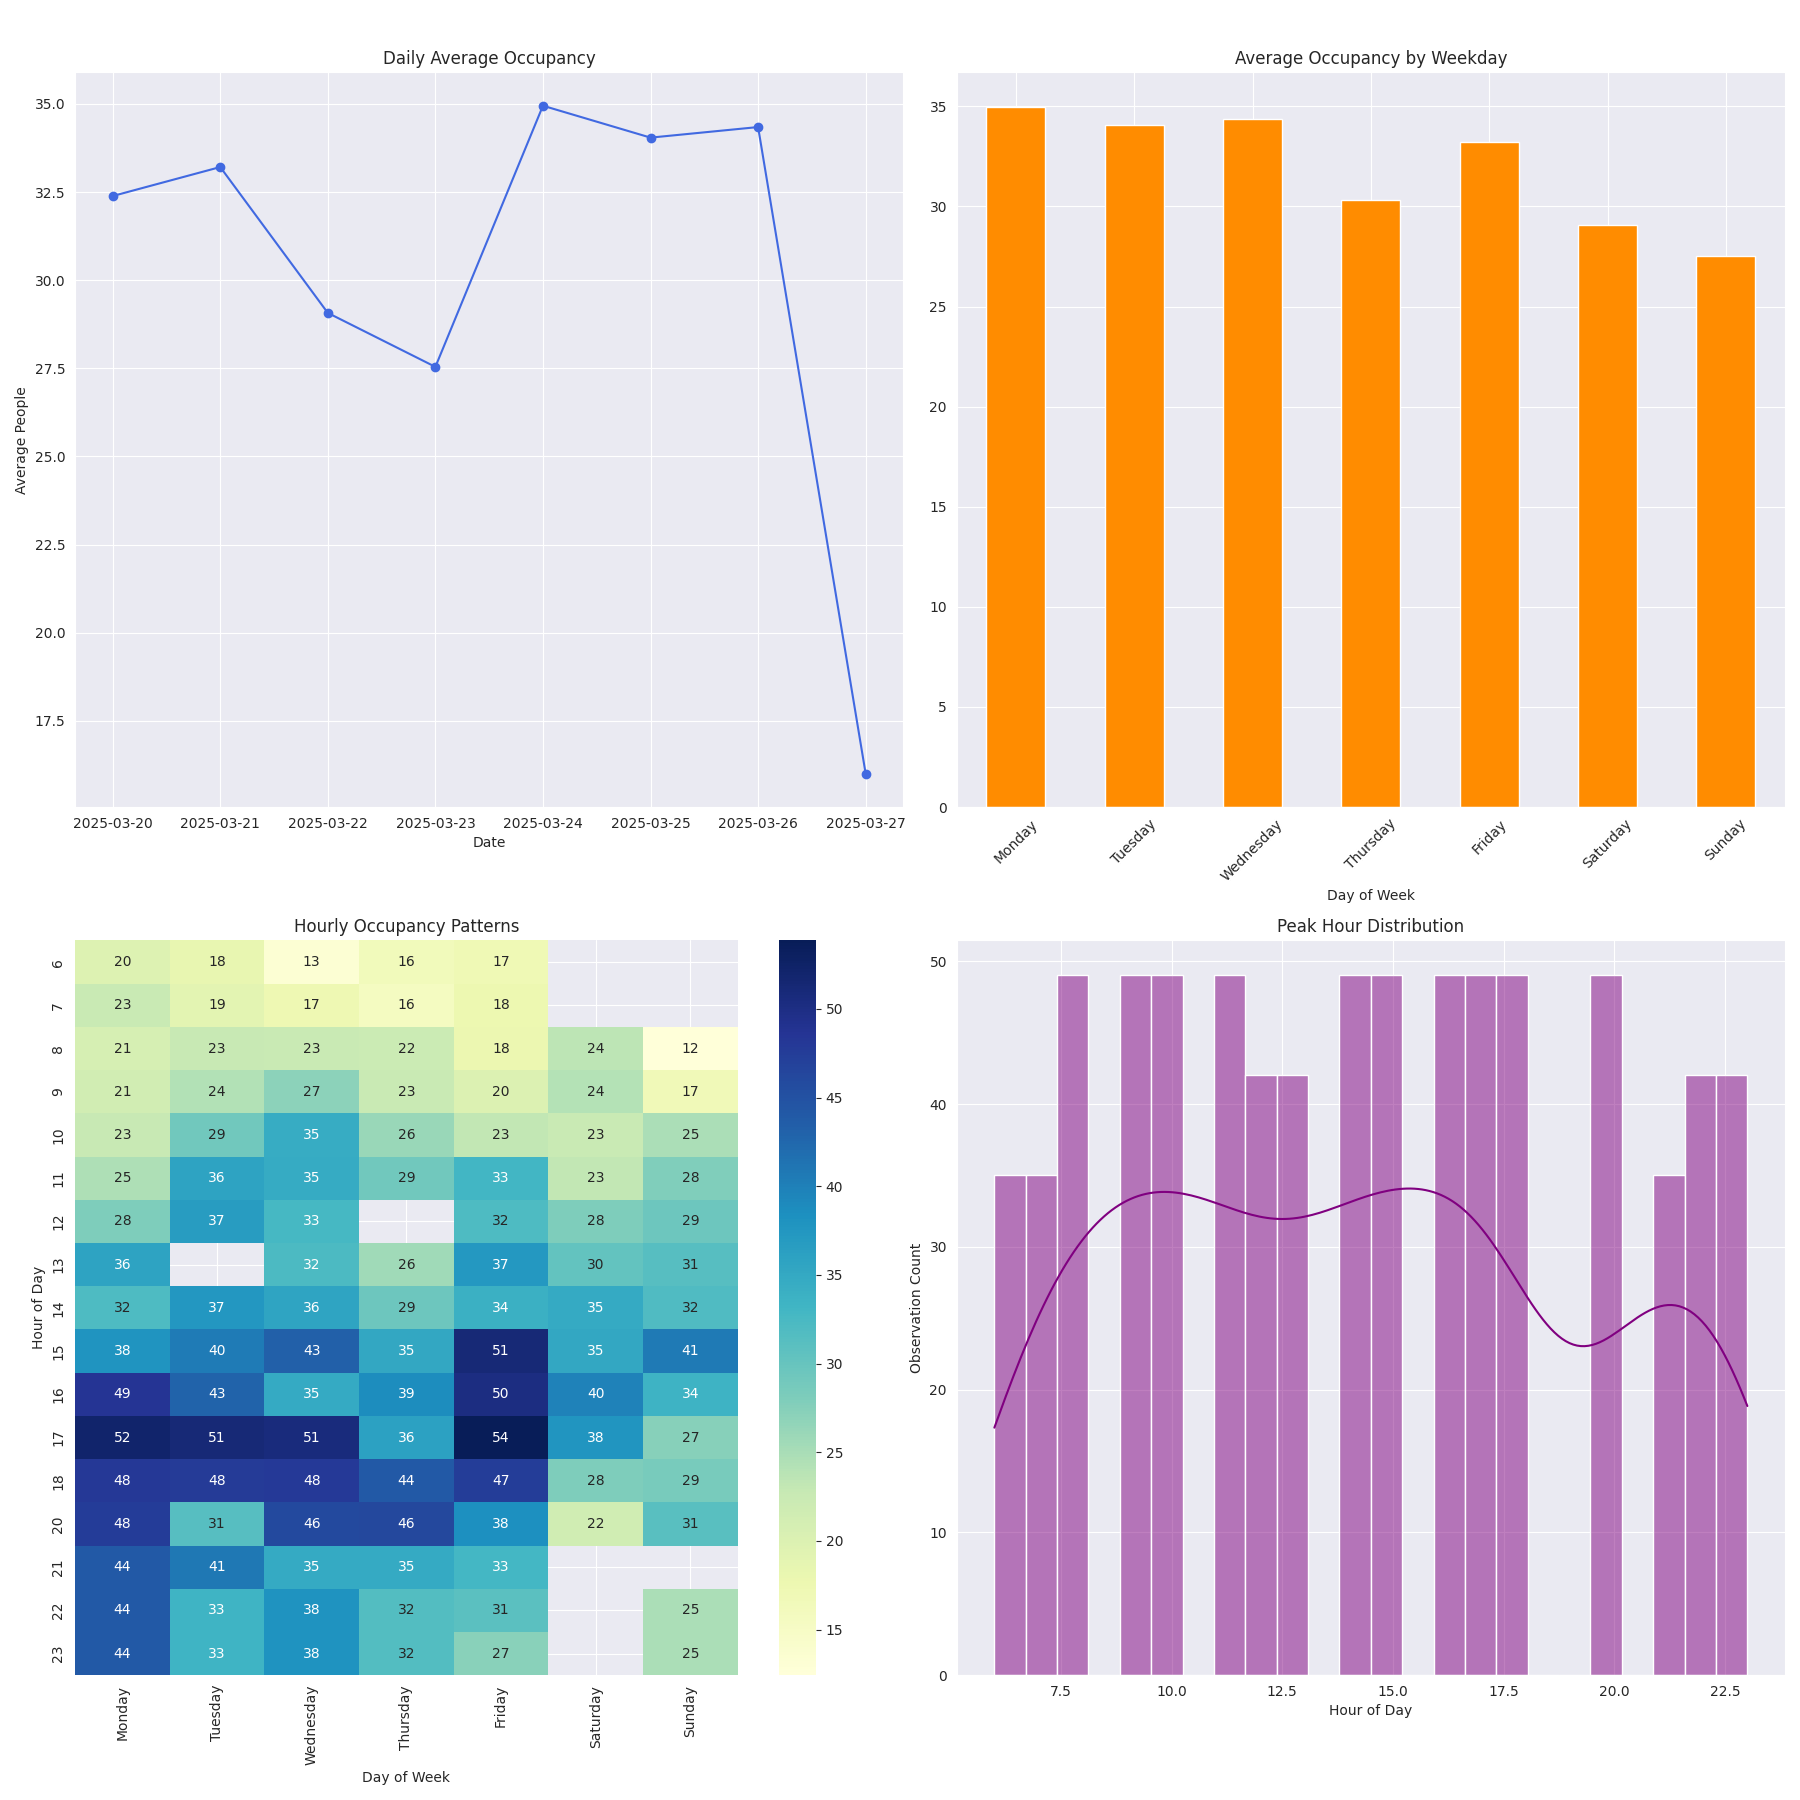 Daily Average Occupancy
Average People
35.0
32.5
30.0
27.5
25.0
22.5
20.0
17.5
2025-03-20 2025-03-21 2025-03-22 2025-03-23 2025-03-24 2025-03-25 2025-03-26 2025-03-27
Date
Average Occupancy by Weekday
35
30
25
20
15
10
5
0
Monday Tuesday Wednesday Thursday Friday Saturday Sunday
Day of Week
Hourly Occupancy Patterns
Hour of Day
6 20 18 13 16 17
7 23 19 17 16 18
8 21 23 23 22 18 24 12
9 21 24 27 23 20 24 17
10 23 29 35 26 23 23 25
11 25 36 35 29 33 23 28
12 28 37 33 32 28 29
13 36 32 26 37 30 31
14 32 37 36 29 34 35 32
15 38 40 43 35 51 35 41
16 49 43 35 39 50 40 34
17 52 51 51 36 54 38 27
18 48 48 48 44 47 28 29
20 48 31 46 46 38 22 31
21 44 41 35 35 33
22 44 33 38 32 31 25
23 44 33 38 32 27 25
Monday Tuesday Wednesday Thursday Friday Saturday Sunday
Day of Week
50
45
40
35
30
25
20
15
Peak Hour Distribution
Observation Count
50
40
30
20
10
0
7.5 10.0 12.5 15.0 17.5 20.0 22.5
Hour of Day